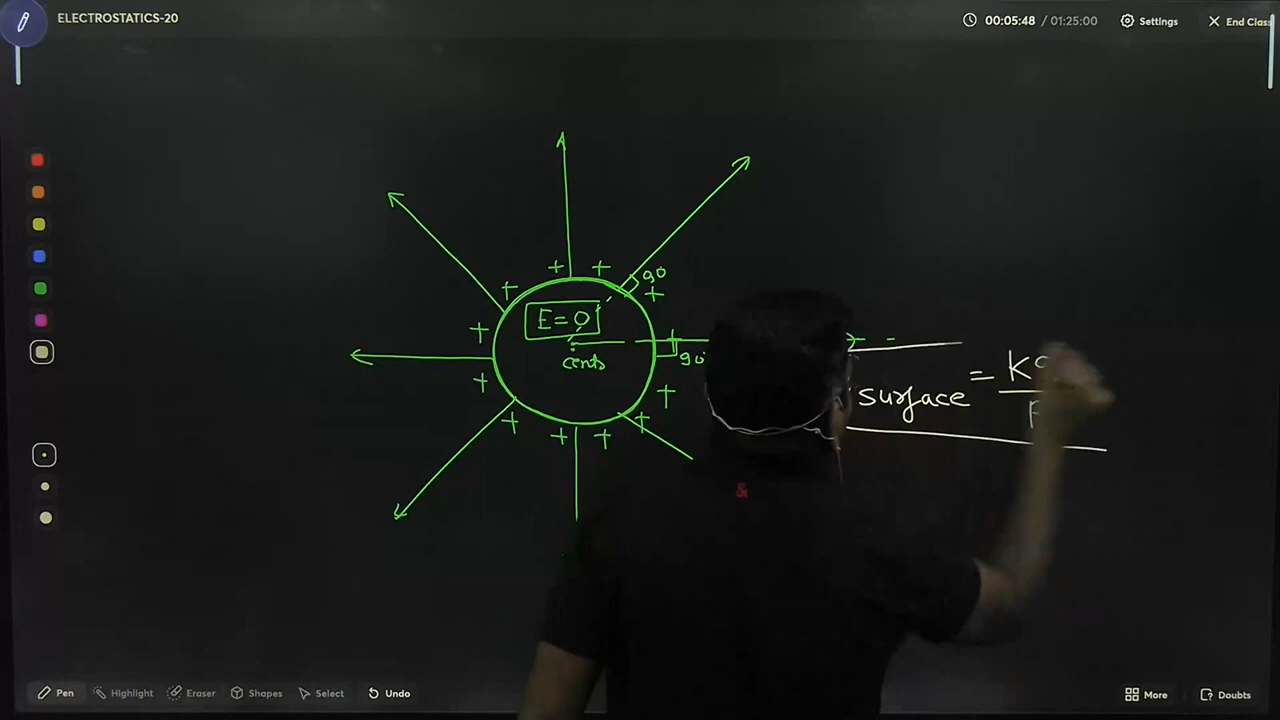 ELECTROSTATICS-20
00:05:48 / 01:25:00
Settings
End Class
+ + + + + + + + + + + + +
90
E=0
90°
surface =
&
Pen
Highlight
Eraser
Shapes
Select
Undo
More
Doubts